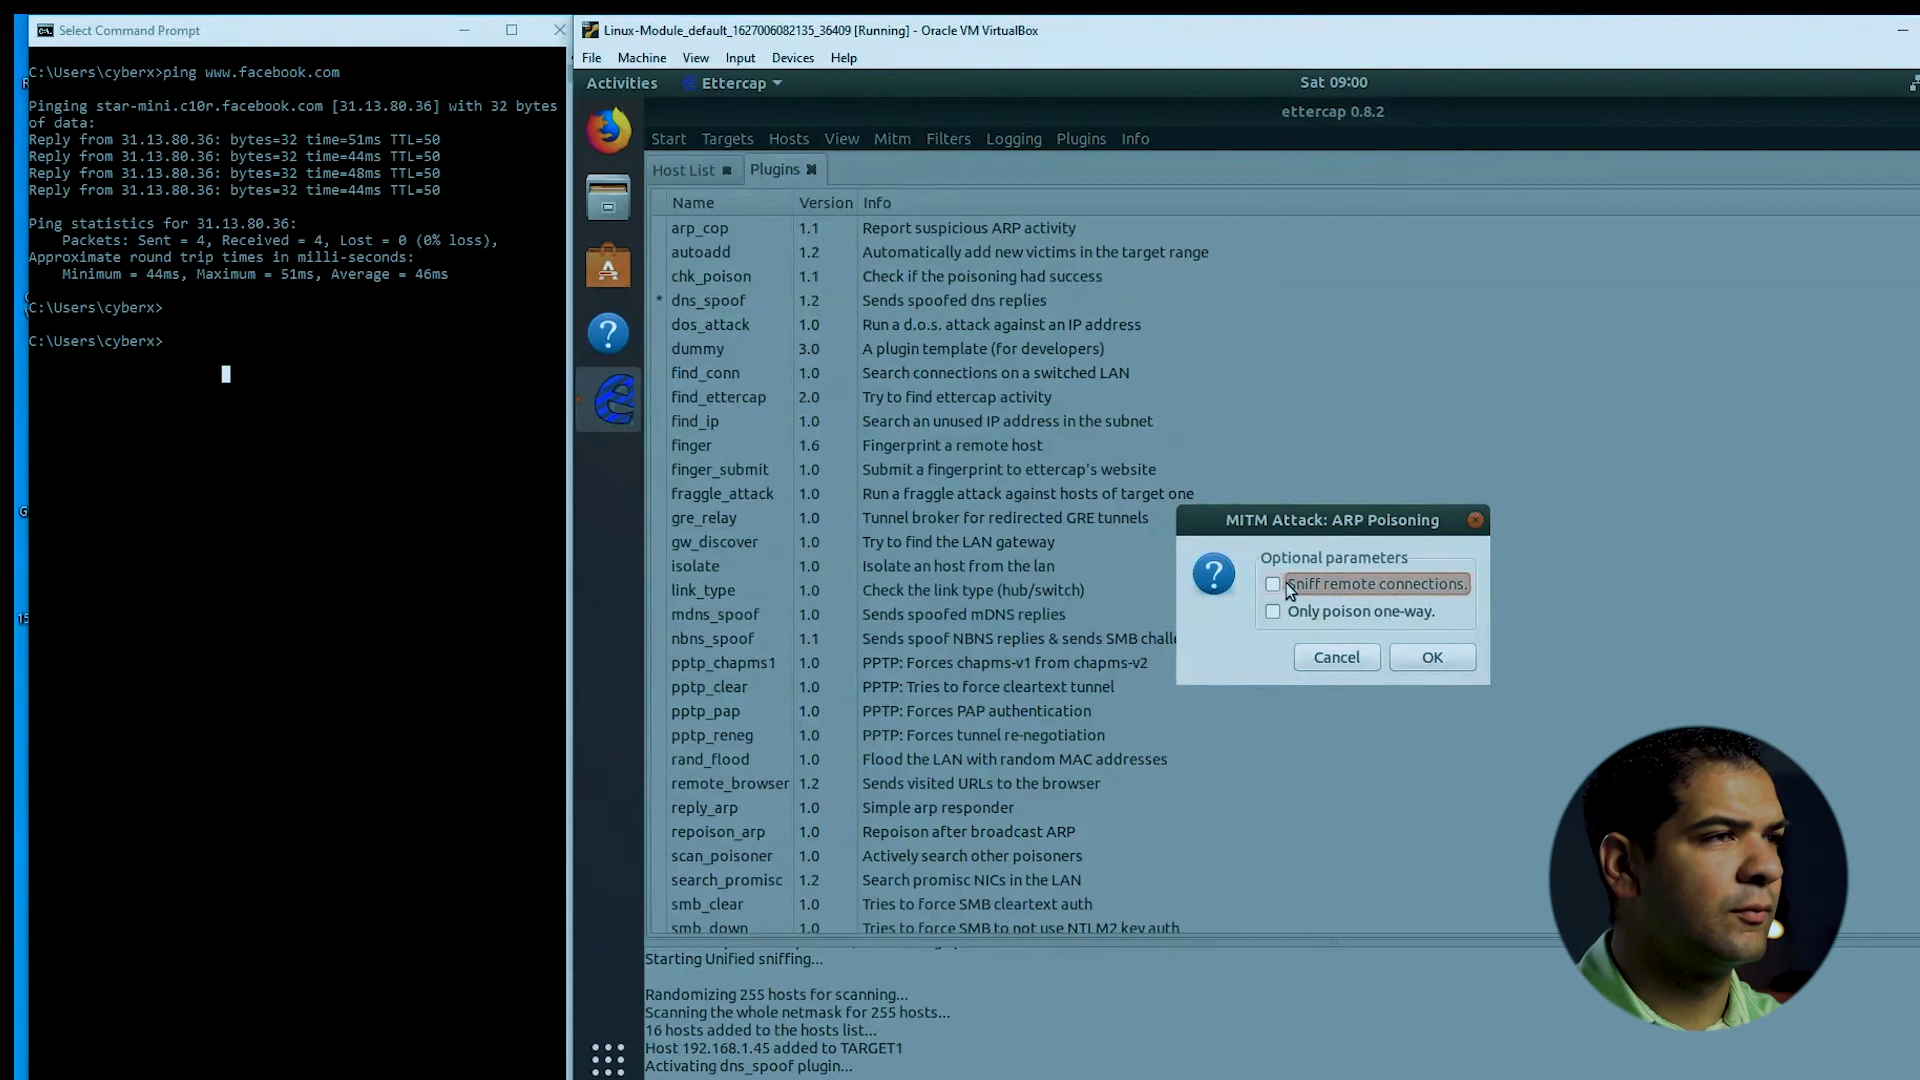 Select Command Prompt
C:\Users\cyberx>ping www.facebook.com
Pinging star-mini.c10r.facebook.com [31.13.80.36] with 32 bytes
of data:
Reply from 31.13.80.36: bytes=32 time=51ms TTL=50
Reply from 31.13.80.36: bytes=32 time=44ms TTL=50
Reply from 31.13.80.36: bytes=32 time=48ms TTL=50
Reply from 31.13.80.36: bytes=32 time=44ms TTL=50
Ping statistics for 31.13.80.36:
Packets: Sent = 4, Received = 4, Lost = 0 (0% loss),
Approximate round trip times in milli-seconds:
Minimum = 44ms, Maximum = 51ms, Average = 46ms
C:\Users\cyberx>
C:\Users\cyberx>
Linux-Module_default_1627006082135_36409 [Running] - Oracle VM VirtualBox
File Machine View Input Devices Help
Activities Ettercap Sat 09:00
ettercap 0.8.2
Start Targets Hosts View Mitm Filters Logging Plugins Info
Host List Plugins
Name Version Info
arp_cop 1.1 Report suspicious ARP activity
autoadd 1.2 Automatically add new victims in the target range
chk_poison 1.1 Check if the poisoning had success
* dns_spoof 1.2 Sends spoofed dns replies
dos_attack 1.0 Run a d.o.s. attack against an IP address
dummy 3.0 A plugin template (for developers)
find_conn 1.0 Search connections on a switched LAN
find_ettercap 2.0 Try to find ettercap activity
find_ip 1.0 Search an unused IP address in the subnet
finger 1.6 Fingerprint a remote host
finger_submit 1.0 Submit a fingerprint to ettercap's website
fraggle_attack 1.0 Run a fraggle attack against hosts of target one
gre_relay 1.0 Tunnel broker for redirected GRE tunnels
gw_discover 1.0 Try to find the LAN gateway
isolate 1.0 Isolate an host from the lan
link_type 1.0 Check the link type (hub/switch)
mdns_spoof 1.0 Sends spoofed mDNS replies
nbns_spoof 1.1 Sends spoof NBNS replies & sends SMB challe
pptp_chapms1 1.0 PPTP: Forces chapms-v1 from chapms-v2
pptp_clear 1.0 PPTP: Tries to force cleartext tunnel
pptp_pap 1.0 PPTP: Forces PAP authentication
pptp_reneg 1.0 PPTP: Forces tunnel re-negotiation
rand_flood 1.0 Flood the LAN with random MAC addresses
remote_browser 1.2 Sends visited URLs to the browser
reply_arp 1.0 Simple arp responder
repoison_arp 1.0 Repoison after broadcast ARP
scan_poisoner 1.0 Actively search other poisoners
search_promisc 1.2 Search promisc NICs in the LAN
smb_clear 1.0 Tries to force SMB cleartext auth
smb_down 1.0 Tries to force SMB to not use NTLM2 key auth
MITM Attack: ARP Poisoning
Optional parameters
Sniff remote connections.
Only poison one-way.
Cancel OK
Starting Unified sniffing...
Randomizing 255 hosts for scanning...
Scanning the whole netmask for 255 hosts...
16 hosts added to the hosts list...
Host 192.168.1.45 added to TARGET1
Activating dns_spoof plugin...